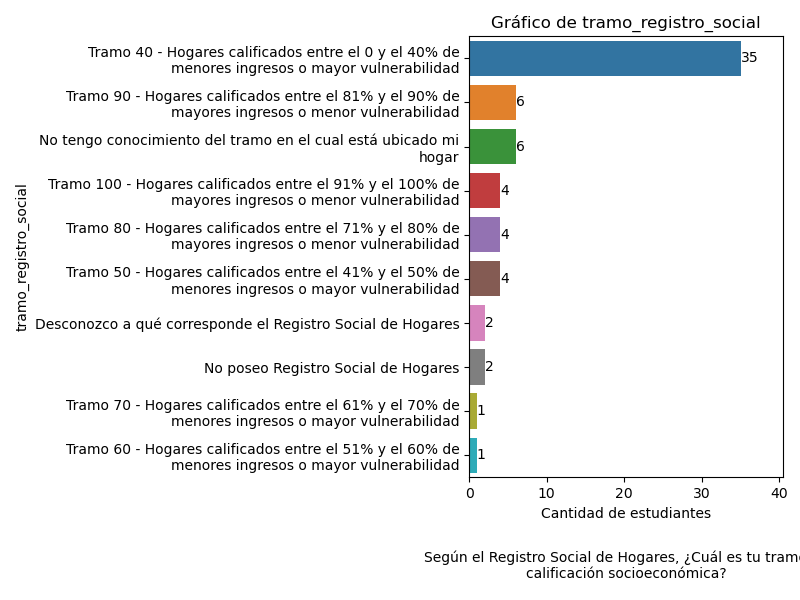 Gráfico de tramo_registro_social
Tramo 40 - Hogares calificados entre el 0 y el 40% de
menores ingresos o mayor vulnerabilidad
35
Tramo 90 - Hogares calificados entre el 81% y el 90% de
mayores ingresos o menor vulnerabilidad
6
No tengo conocimiento del tramo en el cual está ubicado mi
hogar
6
Tramo 100 - Hogares calificados entre el 91% y el 100% de
mayores ingresos o menor vulnerabilidad
4
Tramo 80 - Hogares calificados entre el 71% y el 80% de
mayores ingresos o menor vulnerabilidad
4
Tramo 50 - Hogares calificados entre el 41% y el 50% de
menores ingresos o mayor vulnerabilidad
4
Desconozco a qué corresponde el Registro Social de Hogares
2
No poseo Registro Social de Hogares
2
Tramo 70 - Hogares calificados entre el 61% y el 70% de
menores ingresos o mayor vulnerabilidad
1
Tramo 60 - Hogares calificados entre el 51% y el 60% de
menores ingresos o mayor vulnerabilidad
1
tramo_registro_social
0 10 20 30 40
Cantidad de estudiantes
Según el Registro Social de Hogares, ¿Cuál es tu tramo
calificación socioeconómica?